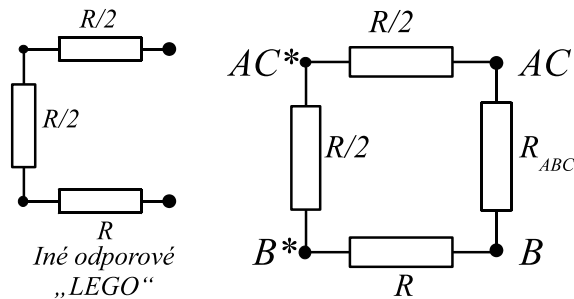 R/2
R/2
R
Iné odporové
„LEGO“
R/2
AC*
AC
R/2
R_ABC
B*
B
R